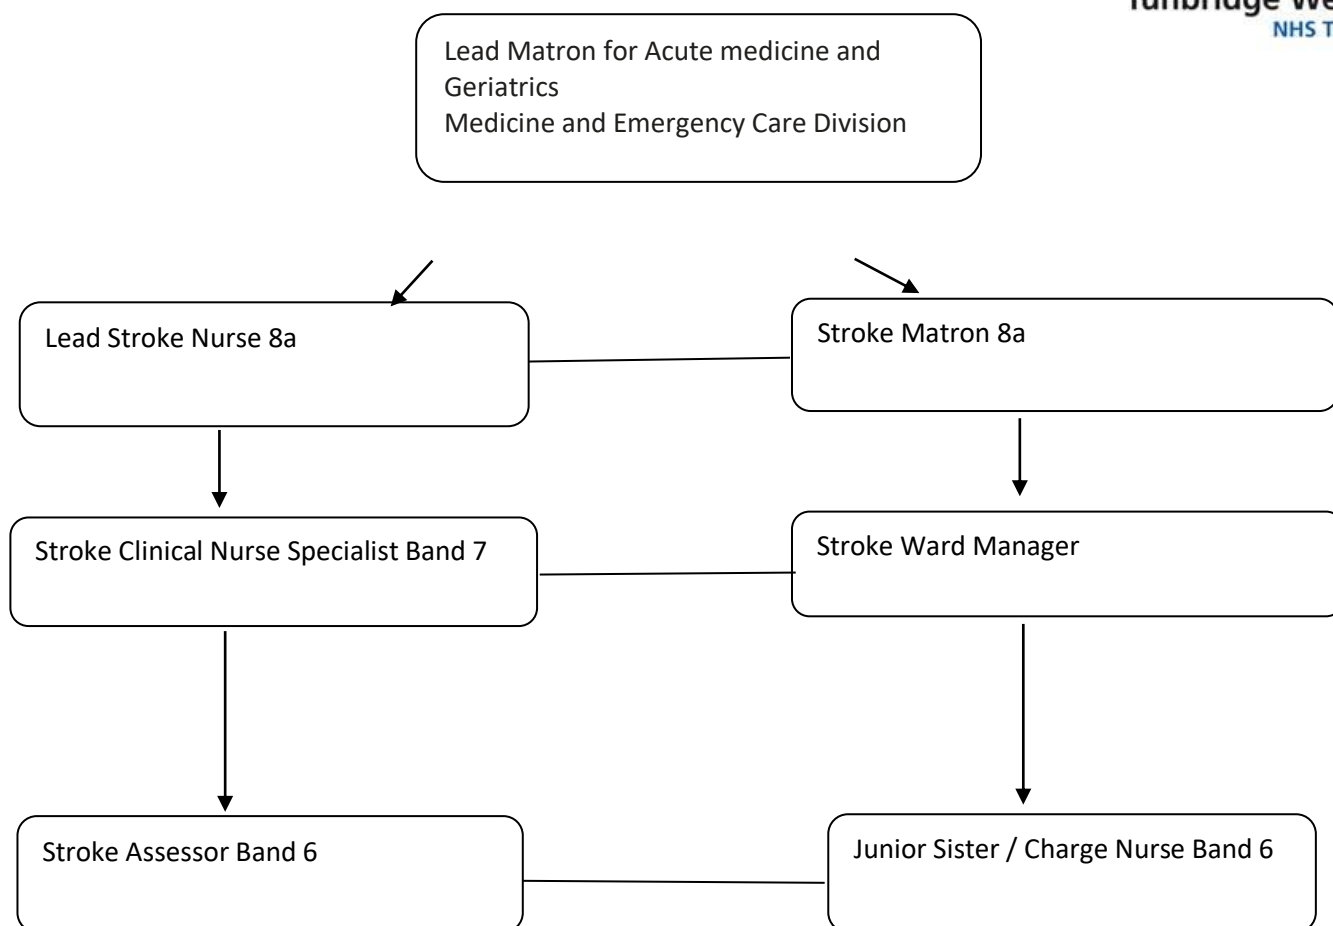 Tunbridge We
NHS T
Lead Matron for Acute medicine and
Geriatrics
Medicine and Emergency Care Division
Lead Stroke Nurse 8a
Stroke Matron 8a
Stroke Clinical Nurse Specialist Band 7
Stroke Ward Manager
Stroke Assessor Band 6
Junior Sister / Charge Nurse Band 6